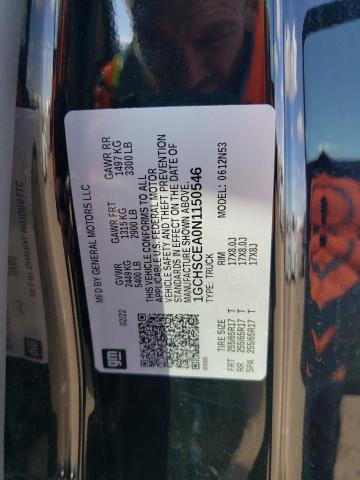 gm
MFD BY GENERAL MOTORS LLC
02/22
GVWR
2449 KG
5400 LB
GAWR FRT
1315 KG
2900 LB
GAWR RR
1497 KG
3300 LB
THIS VEHICLE CONFORMS TO ALL
APPLICABLE U.S. FEDERAL MOTOR
VEHICLE SAFETY AND THEFT PREVENTION
STANDARDS IN EFFECT ON THE DATE OF
MANUFACTURE SHOWN ABOVE.
1GCHSCEA0N1150546
TYPE: TRUCK
MODEL: 0612N53
TIRE SIZE RIM
FRT 255/65R17 T 17X8.0J
RR 255/65R17 T 17X8.0J
SPA 255/65R17 T 17X8J